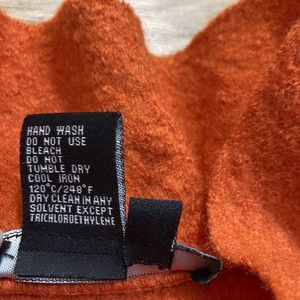 HAND WASH
DO NOT USE
BLEACH
DO NOT
TUMBLE DRY
COOL IRON
120°C/248°F
DRY CLEAN IN ANY
SOLVENT EXCEPT
TRICHLOROETHYLENE